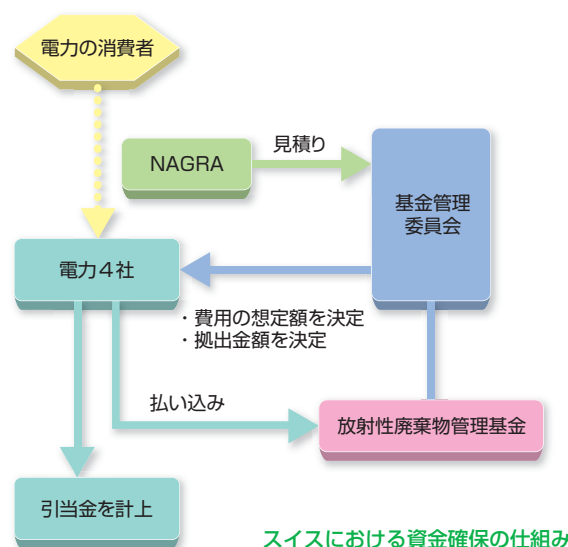 電力の消費者
見積り
NAGRA
基金管理
委員会
電力4社
・費用の想定額を決定
・拠出金額を決定
払い込み
放射性廃棄物管理基金
引当金を計上
スイスにおける資金確保の仕組み